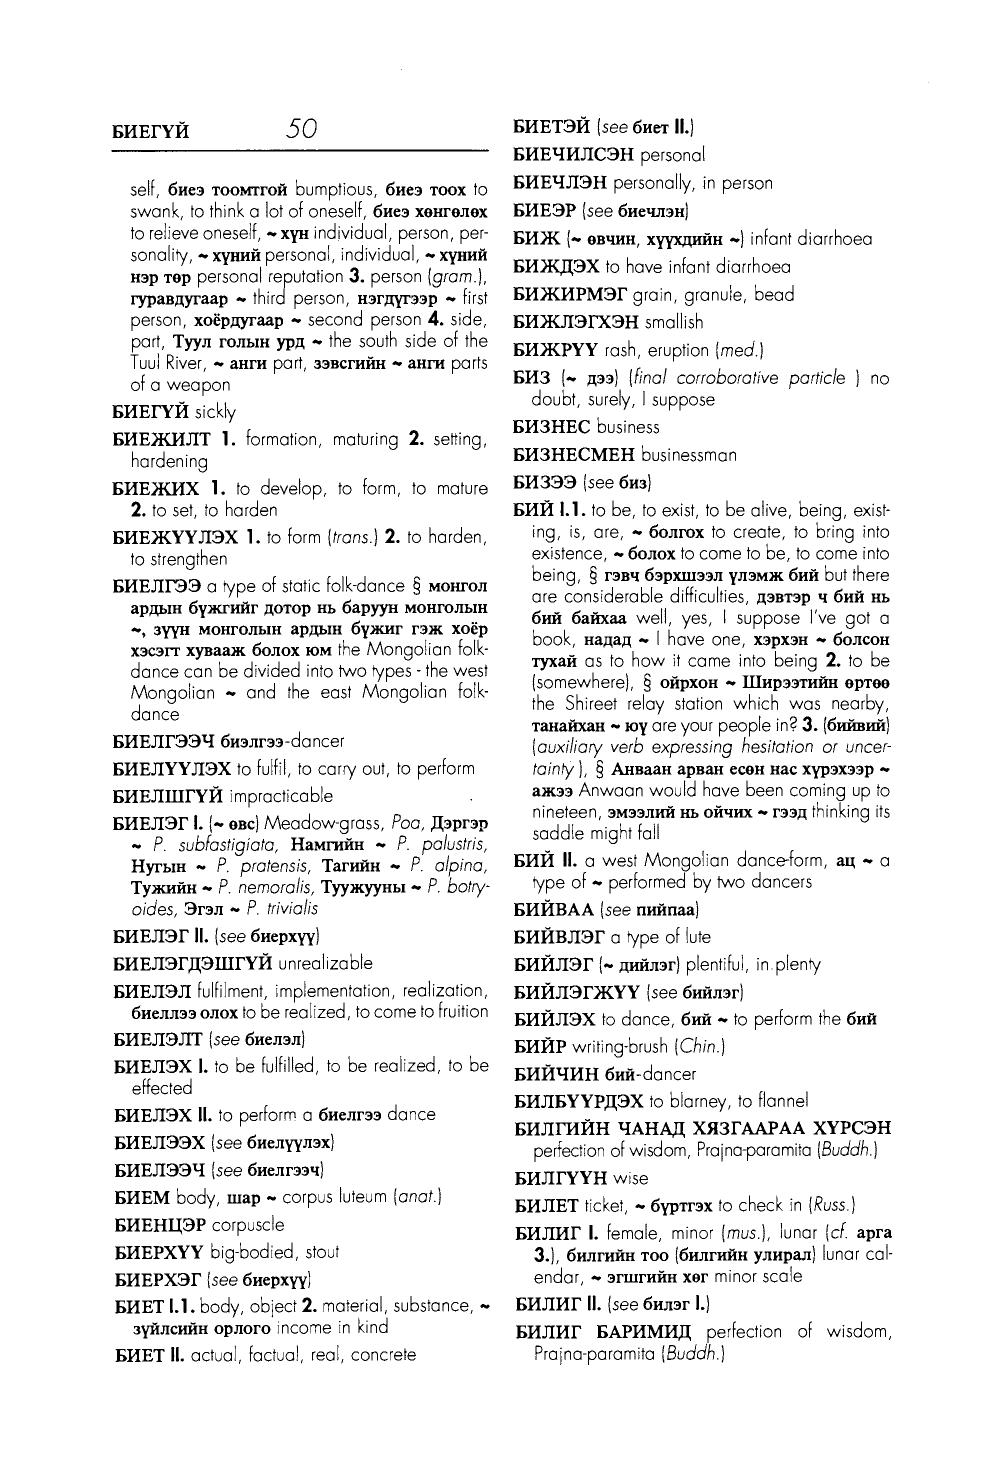 БИЕГҮЙ 50
self, биеэ тоомтгой bumptious, биеэ тоох to
swank, to think a lot of oneself, биеэ хөнгөлөх
to relieve oneself, ~ хүн individual, person, per-
sonality, ~ хүний personal, individual, ~ хүний
нэр төр personal reputation 3. person (gram.),
гуравдугаар ~ third person, нэгдүгээр ~ first
person, хоёрдугаар ~ second person 4. side,
part, Туул голын урд ~ the south side of the
Tuul River, ~ анги part, зэвсгийн ~ анги parts
of a weapon
БИЕГҮЙ sickly
БИЕЖИЛТ 1. formation, maturing 2. setting,
hardening
БИЕЖИХ 1. to develop, to form, to mature
2. to set, to harden
БИЕЖҮҮЛЭХ 1. to form (trans.) 2. to harden,
to strengthen
БИЕЛГЭЭ a type of static folk-dance § монгол
ардын бүжгийг дотор нь баруун монголын
~, зүүн монголын ардын бүжиг гэж хоёр
хэсэгт хувааж болох юм the Mongolian folk-
dance can be divided into two types - the west
Mongolian ~ and the east Mongolian folk-
dance
БИЕЛГЭЭЧ биэлгээ-dancer
БИЕЛҮҮЛЭХ to fulfil, to carry out, to perform
БИЕЛШГҮЙ impracticable
БИЕЛЭГ I. (~ өвс) Meadow-grass, Poa, Дэргэр
~ P. subfastigiata, Намгийн ~ P. palustris,
Нугын ~ P. pratensis, Тагийн ~ P. alpina,
Тужийн ~ P. nemoralis, Туужууны ~ P. botry-
oides, Эгэл ~ P. trivialis
БИЕЛЭГ II. (see биерхүү)
БИЕЛЭГДЭШГҮЙ unrealizable
БИЕЛЭЛ fulfilment, implementation, realization,
биеллээ олох to be realized, to come to fruition
БИЕЛЭЛТ (see биелэл)
БИЕЛЭХ I. to be fulfilled, to be realized, to be
effected
БИЕЛЭХ II. to perform a биелгээ dance
БИЕЛЭЭХ (see биелүүлэх)
БИЕЛЭЭЧ (see биелгээч)
БИЕМ body, шар ~ corpus luteum (anat.)
БИЕНЦЭР corpuscle
БИЕРХҮҮ big-bodied, stout
БИЕРХЭГ (see биерхүү)
БИЕТ I.1. body, object 2. material, substance, ~
зүйлсийн орлого income in kind
БИЕТ II. actual, factual, real, concrete
БИЕТЭЙ (see биет II.)
БИЕЧИЛСЭН personal
БИЕЧЛЭН personally, in person
БИЕЭР (see биечлэн)
БИЖ (~ өвчин, хүүхдийн ~) infant diarrhoea
БИЖДЭХ to have infant diarrhoea
БИЖИРМЭГ grain, granule, bead
БИЖЛЭГХЭН smallish
БИЖРҮҮ rash, eruption (med.)
БИЗ (~ дээ) (final corroborative particle ) no
doubt, surely, I suppose
БИЗНЕС business
БИЗНЕСМЕН businessman
БИЗЭЭ (see биз)
БИЙ I.1. to be, to exist, to be alive, being, exist-
ing, is, are, ~ болгох to create, to bring into
existence, ~ болох to come to be, to come into
being, § гэвч бэрхшээл үлэмж бий but there
are considerable difficulties, дэвтэр ч бий нь
бий байхаа well, yes, I suppose I've got a
book, надад ~ I have one, хэрхэн ~ болсон
тухай as to how it came into being 2. to be
(somewhere), § ойрхон ~ Ширээтийн өртөө
the Shireet relay station which was nearby,
танайхан ~ юү are your people in? 3. (бийвий)
(auxiliary verb expressing hesitation or uncer-
tainty ), § Анваан арван есөн нас хүрэхээр ~
ажээ Anwaan would have been coming up to
nineteen, эмээлий нь ойчих ~ гээд thinking its
saddle might fall
БИЙ II. a west Mongolian dance-form, ац ~ a
type of ~ performed by two dancers
БИЙВАА (see пийпаа)
БИЙВЛЭГ a type of lute
БИЙЛЭГ (~ дийлэг) plentiful, in plenty
БИЙЛЭГЖҮҮ (see бийлэг)
БИЙЛЭХ to dance, бий ~ to perform the бий
БИЙР writing-brush (Chin.)
БИЙЧИН бий-dancer
БИЛБҮҮРДЭХ to blarney, to flannel
БИЛГИЙН ЧАНАД ХЯЗГААРАА ХҮРСЭН
perfection of wisdom, Prajna-paramita (Buddh.)
БИЛГҮҮН wise
БИЛЕТ ticket, ~ бүртгэх to check in (Russ.)
БИЛИГ I. female, minor (mus.), lunar (cf. арга
3.), билгийн тоо (билгийн улирал) lunar cal-
endar, ~ эгшгийн хөг minor scale
БИЛИГ II. (see билэг I.)
БИЛИГ БАРИМИД perfection of wisdom,
Prajna-paramita (Buddh.)